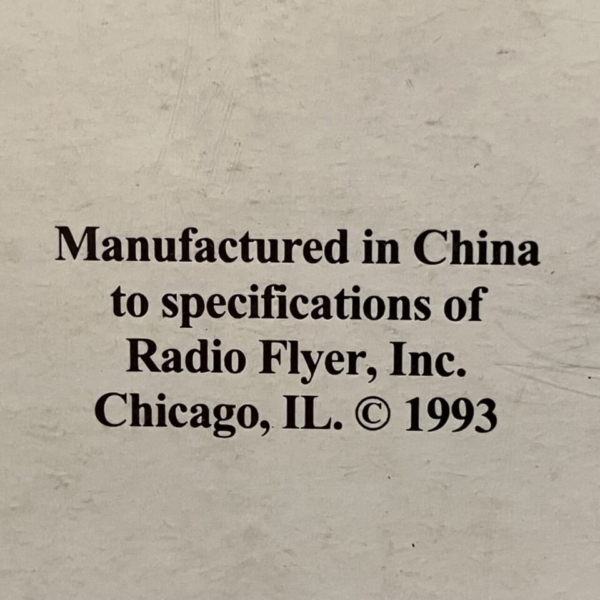 Manufactured in China
to specifications of
Radio Flyer, Inc.
Chicago, IL. © 1993